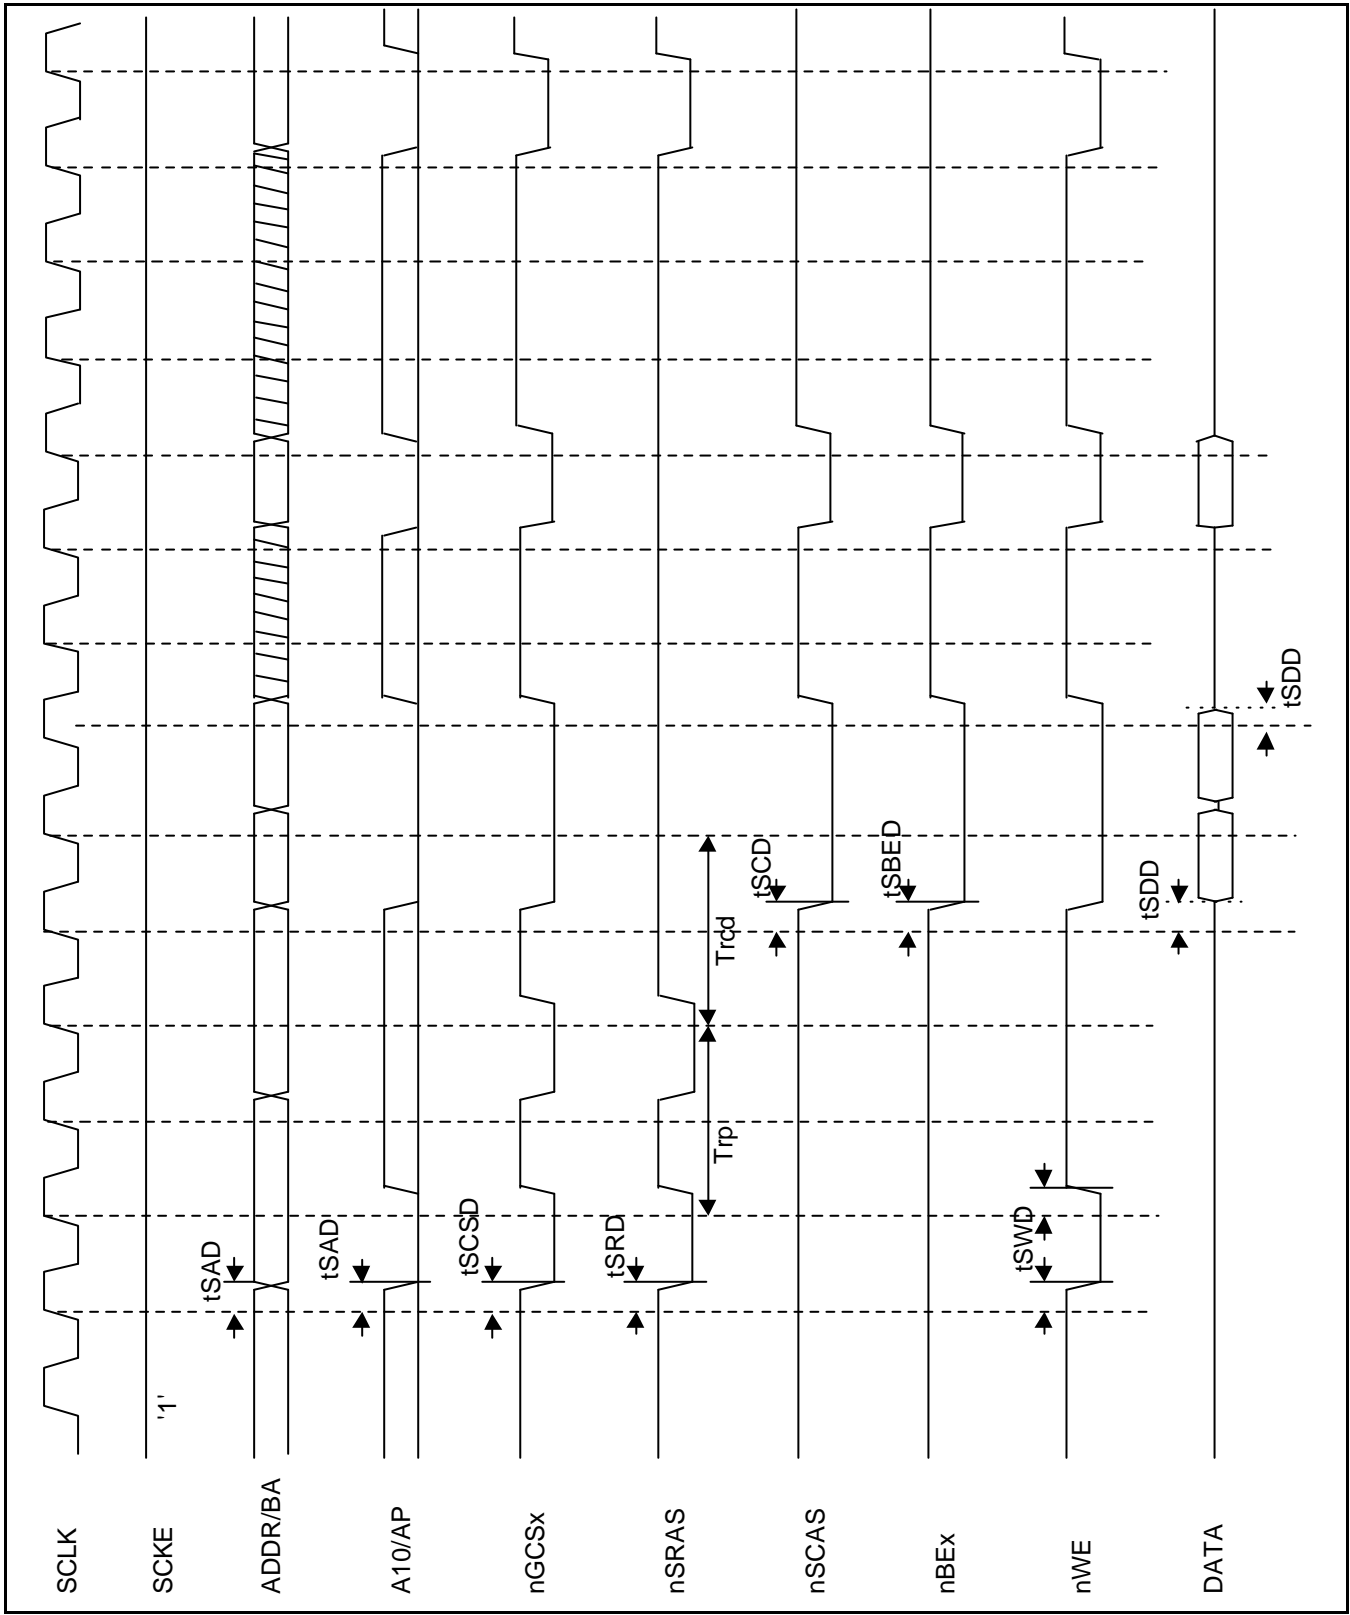 SCLK
SCKE
'1'
ADDR/BA
tSAD
A10/AP
tSAD
nGCSx
tSCSD
nSRAS
tSRD
Trp
Trcd
nSCAS
tSCD
nBEx
tSBED
nWE
tSWD
DATA
tSDD
tSDD